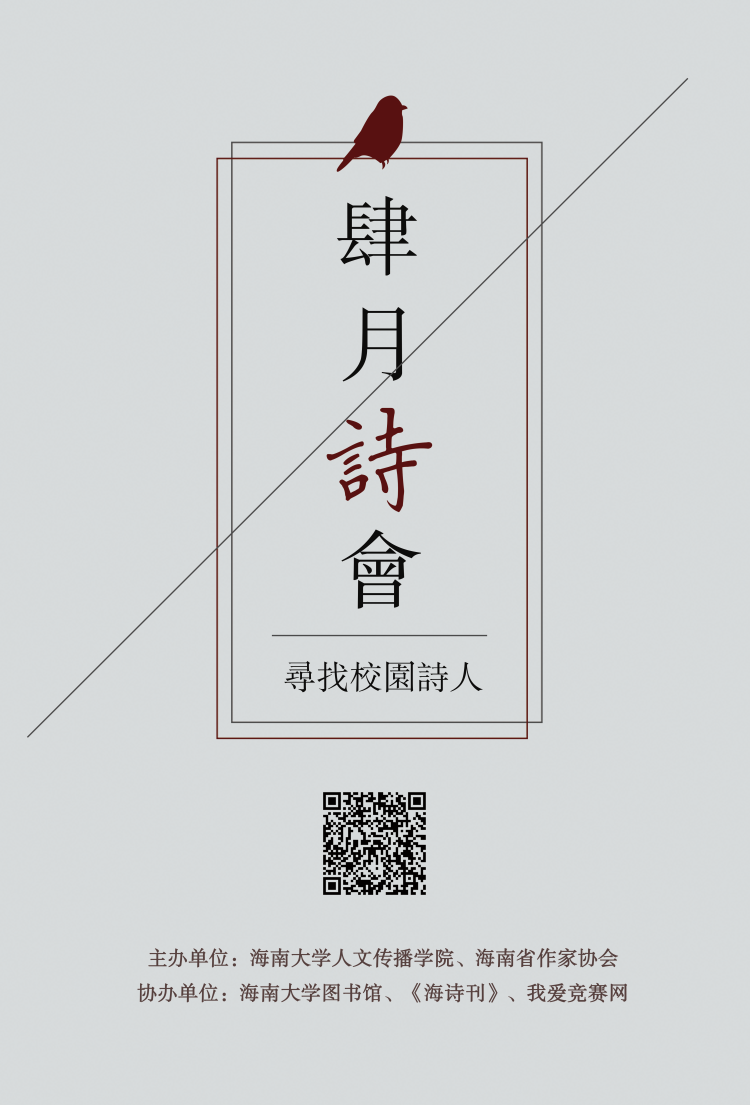 肆月詩會
尋找校園詩人
主办单位：海南大学人文传播学院、海南省作家协会
协办单位：海南大学图书馆、《海诗刊》、我爱竞赛网